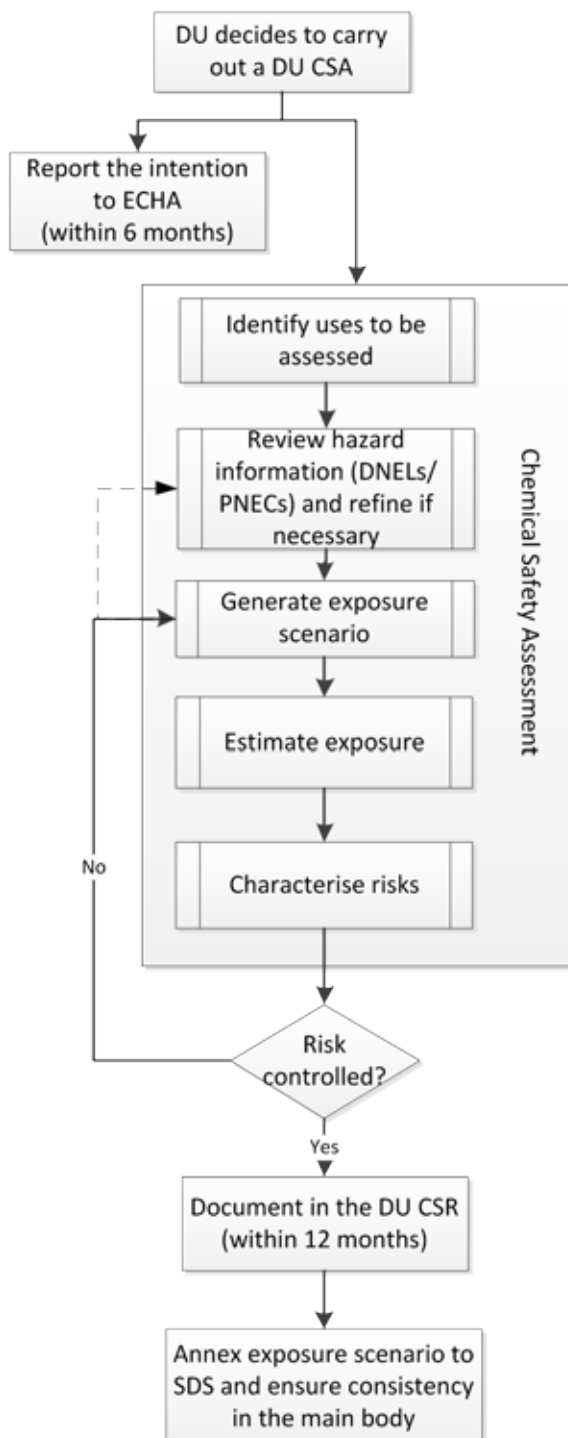 DU decides to carry
out a DU CSA
Report the intention
to ECHA
(within 6 months)
Identify uses to be
assessed
Review hazard
information (DNELs/
PNECs) and refine if
necessary
Generate exposure
scenario
Estimate exposure
Characterise risks
Chemical Safety Assessment
No
Risk
controlled?
Yes
Document in the DU CSR
(within 12 months)
Annex exposure scenario to
SDS and ensure consistency
in the main body